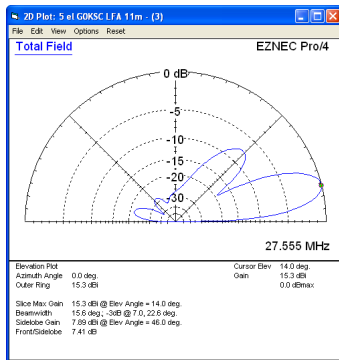 2D Plot: 5 el G0KSC LFA 11m - (3)
File Edit View Options Reset
Total Field
EZNEC Pro/4
0 dB
-5
-10
-15
-20
-30
27.555 MHz
Elevation Plot
Cursor Elev 14.0 deg.
Azimuth Angle 0.0 deg.
Gain 15.3 dBi
Outer Ring 15.3 dBi
0.0 dBmax
Slice Max Gain 15.3 dBi @ Elev Angle = 14.0 deg.
Beamwidth 15.6 deg.; -3dB @ 7.0, 22.6 deg.
Sidelobe Gain 7.89 dBi @ Elev Angle = 46.0 deg.
Front/Sidelobe 7.41 dB